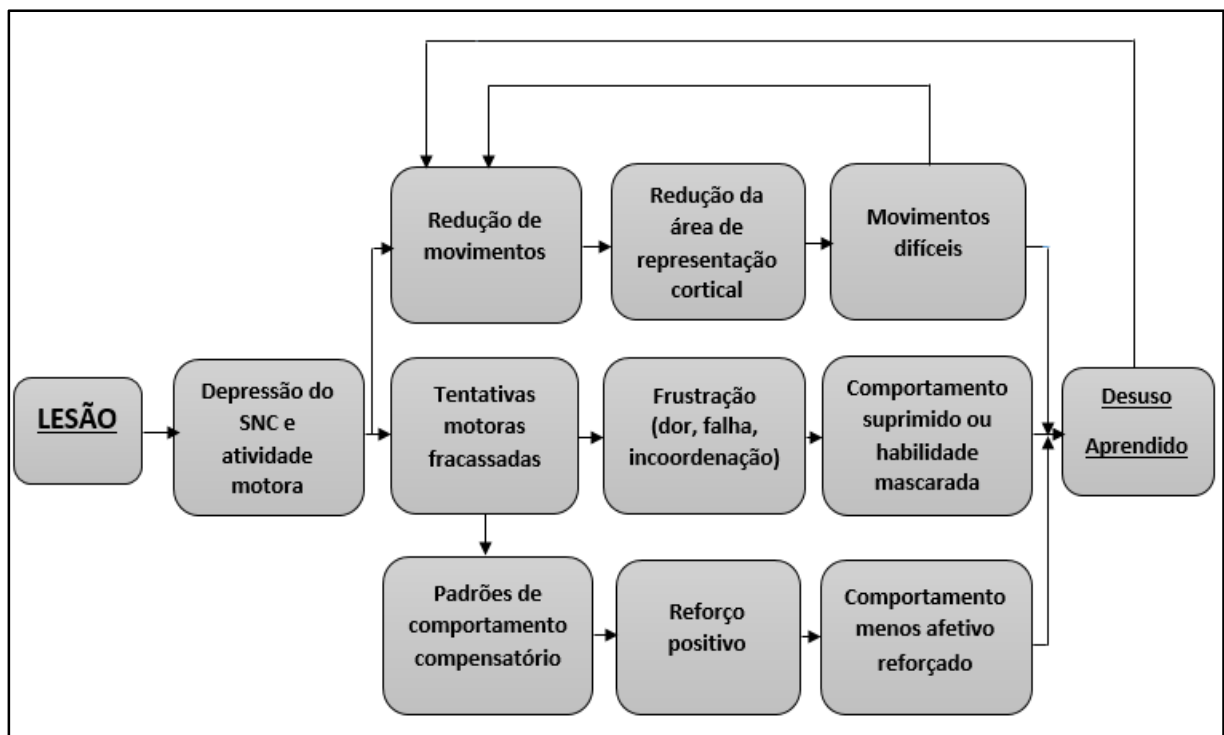 Redução de
movimentos
Redução da
área de
representação
cortical
Movimentos
difíceis
LESÃO
Depressão do
SNC e
atividade
motora
Tentativas
motoras
fracassadas
Frustração
(dor, falha,
incoordenação)
Comportamento
suprimido ou
habilidade
mascarada
Desuso
Aprendido
Padrões de
comportamento
compensatório
Reforço
positivo
Comportamento
menos afetivo
reforçado